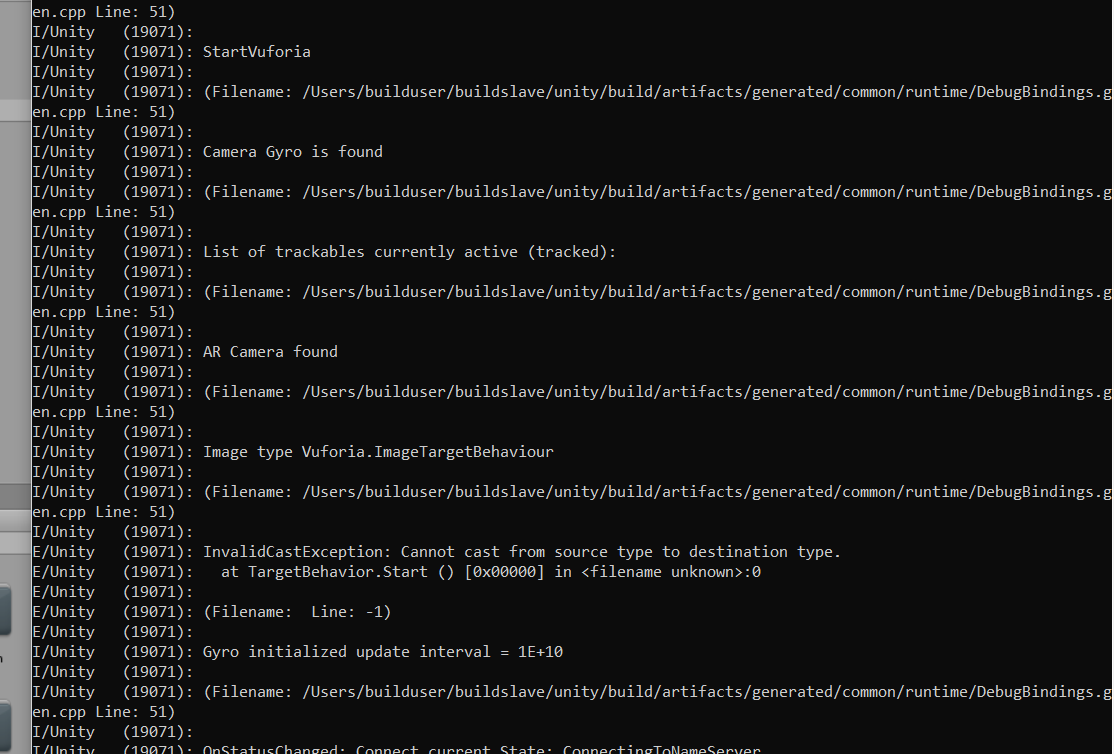 en.cpp Line: 51)
I/Unity   (19071):
I/Unity   (19071): StartVuforia
I/Unity   (19071):
I/Unity   (19071): (Filename: /Users/builduser/buildslave/unity/build/artifacts/generated/common/runtime/DebugBindings.g
en.cpp Line: 51)
I/Unity   (19071):
I/Unity   (19071): Camera Gyro is found
I/Unity   (19071):
I/Unity   (19071): (Filename: /Users/builduser/buildslave/unity/build/artifacts/generated/common/runtime/DebugBindings.g
en.cpp Line: 51)
I/Unity   (19071):
I/Unity   (19071): List of trackables currently active (tracked):
I/Unity   (19071):
I/Unity   (19071): (Filename: /Users/builduser/buildslave/unity/build/artifacts/generated/common/runtime/DebugBindings.g
en.cpp Line: 51)
I/Unity   (19071):
I/Unity   (19071): AR Camera found
I/Unity   (19071):
I/Unity   (19071): (Filename: /Users/builduser/buildslave/unity/build/artifacts/generated/common/runtime/DebugBindings.g
en.cpp Line: 51)
I/Unity   (19071):
I/Unity   (19071): Image type Vuforia.ImageTargetBehaviour
I/Unity   (19071):
I/Unity   (19071): (Filename: /Users/builduser/buildslave/unity/build/artifacts/generated/common/runtime/DebugBindings.g
en.cpp Line: 51)
I/Unity   (19071):
E/Unity   (19071): InvalidCastException: Cannot cast from source type to destination type.
E/Unity   (19071):   at TargetBehavior.Start () [0x00000] in <filename unknown>:0
E/Unity   (19071):
E/Unity   (19071): (Filename:  Line: -1)
E/Unity   (19071):
I/Unity   (19071): Gyro initialized update interval = 1E+10
I/Unity   (19071):
I/Unity   (19071): (Filename: /Users/builduser/buildslave/unity/build/artifacts/generated/common/runtime/DebugBindings.g
en.cpp Line: 51)
I/Unity   (19071):
I/Unity   (19071): OnStatusChanged: Connect current State: ConnectingToNameServer